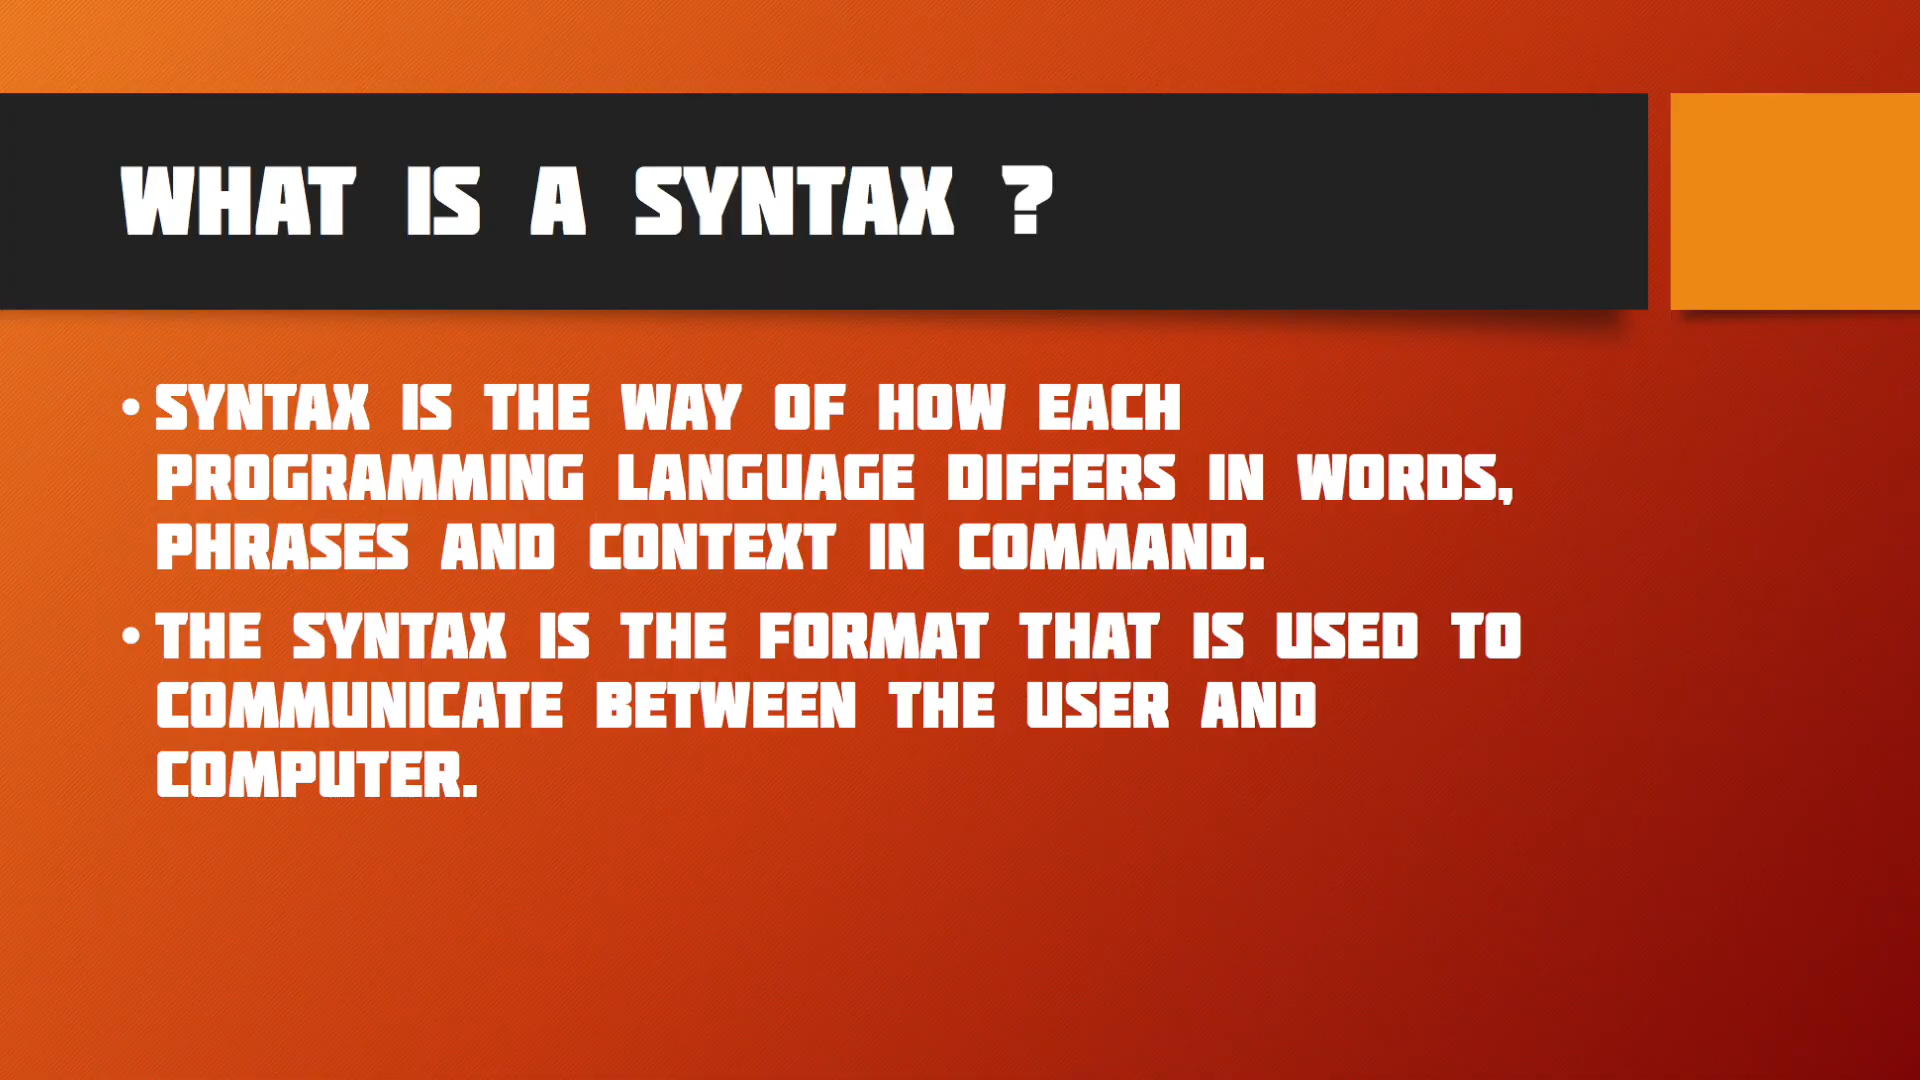 WHAT IS A SYNTAX ?
• SYNTAX IS THE WAY OF HOW EACH
PROGRAMMING LANGUAGE DIFFERS IN WORDS,
PHRASES AND CONTEXT IN COMMAND.
• THE SYNTAX IS THE FORMAT THAT IS USED TO
COMMUNICATE BETWEEN THE USER AND
COMPUTER.